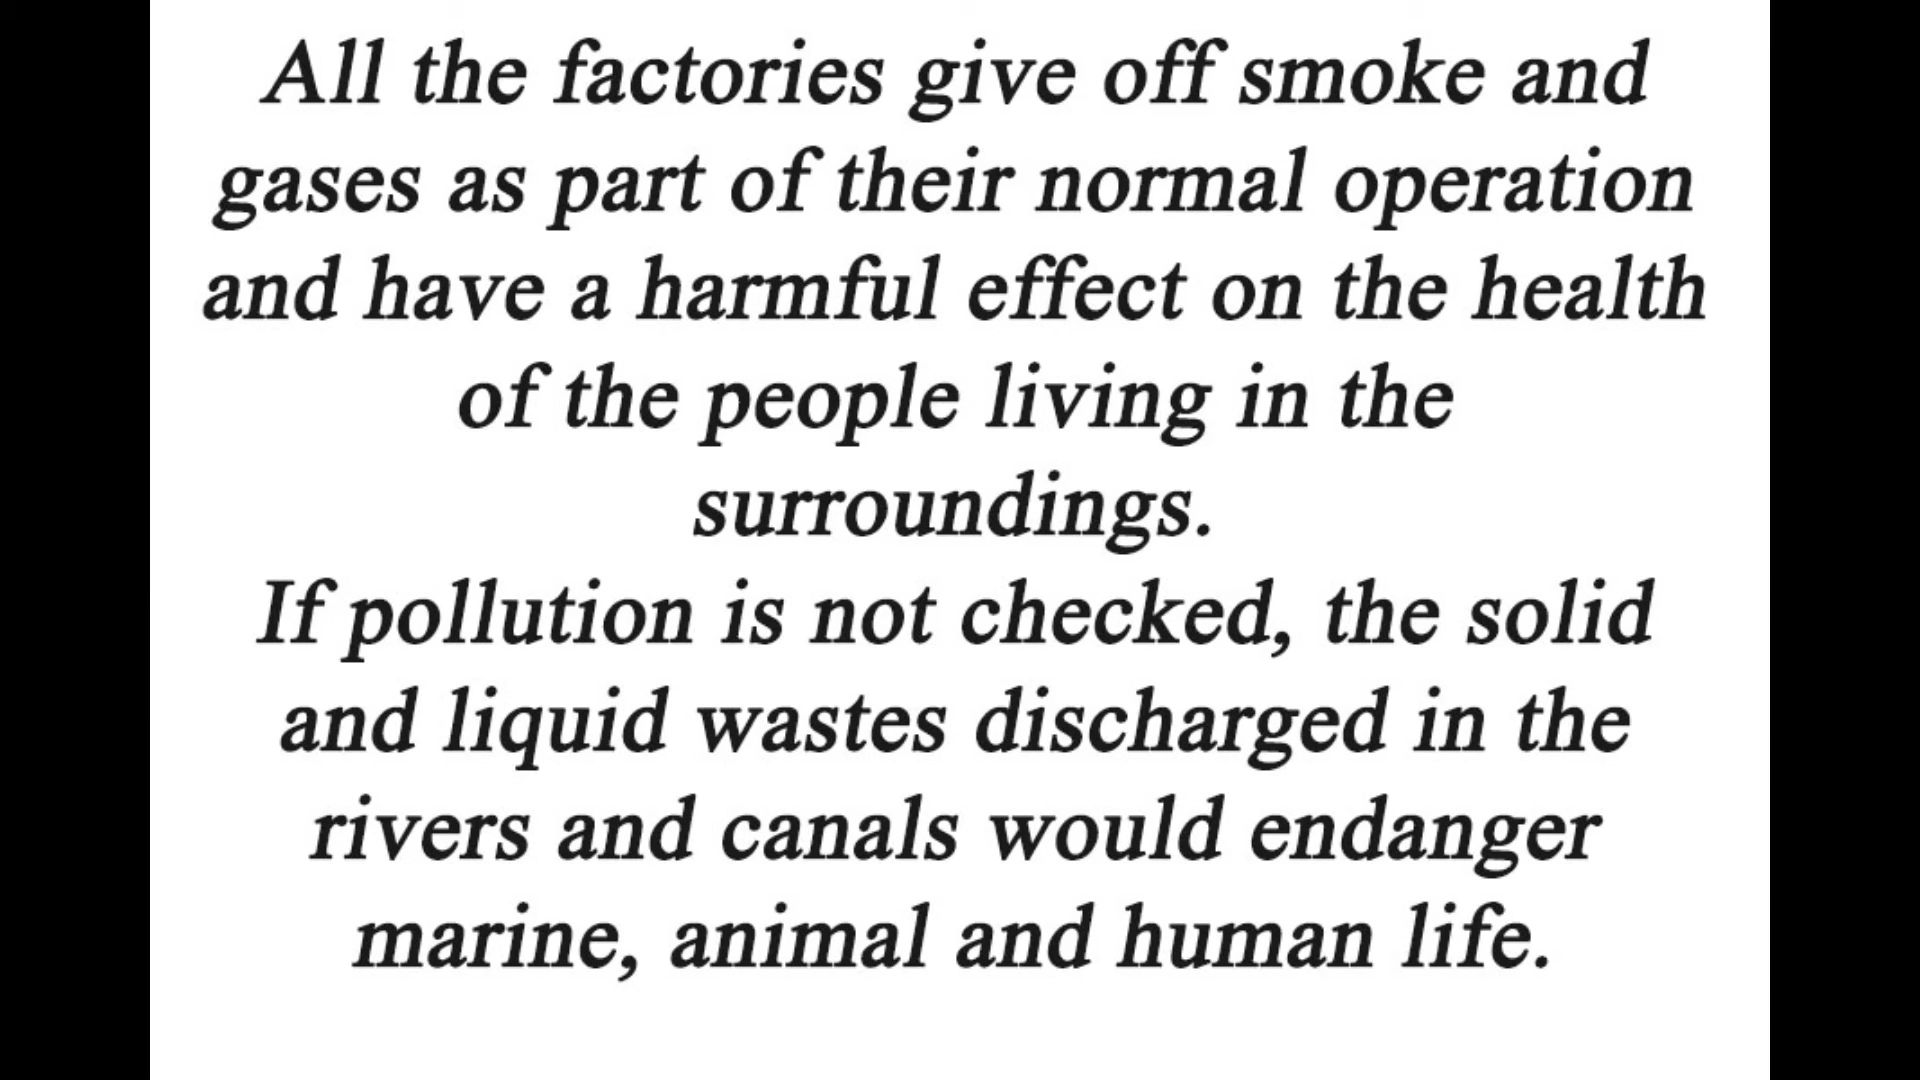 All the factories give off smoke and
gases as part of their normal operation
and have a harmful effect on the health
of the people living in the
surroundings.
If pollution is not checked, the solid
and liquid wastes discharged in the
rivers and canals would endanger
marine, animal and human life.